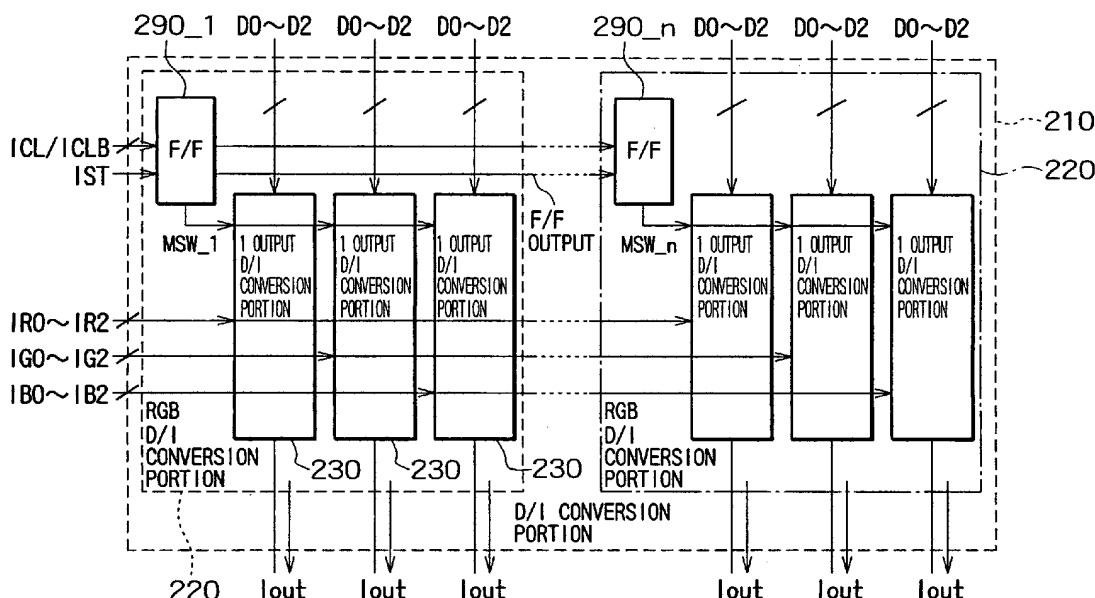 290_1 D0～D2 D0～D2 D0～D2 290_n D0～D2 D0～D2 D0～D2
210
ICL/ICLB
F/F
F/F
220
IST
F/F
OUTPUT
MSW_1
MSW_n
1 OUTPUT
D/I
CONVERSION
PORTION
1 OUTPUT
D/I
CONVERSION
PORTION
1 OUTPUT
D/I
CONVERSION
PORTION
1 OUTPUT
D/I
CONVERSION
PORTION
1 OUTPUT
D/I
CONVERSION
PORTION
1 OUTPUT
D/I
CONVERSION
PORTION
IR0～IR2
IG0～IG2
IB0～IB2
RGB
D/I
CONVERSION
PORTION
230 230 230
RGB
D/I
CONVERSION
PORTION
D/I CONVERSION
PORTION
220 Iout Iout Iout Iout Iout Iout